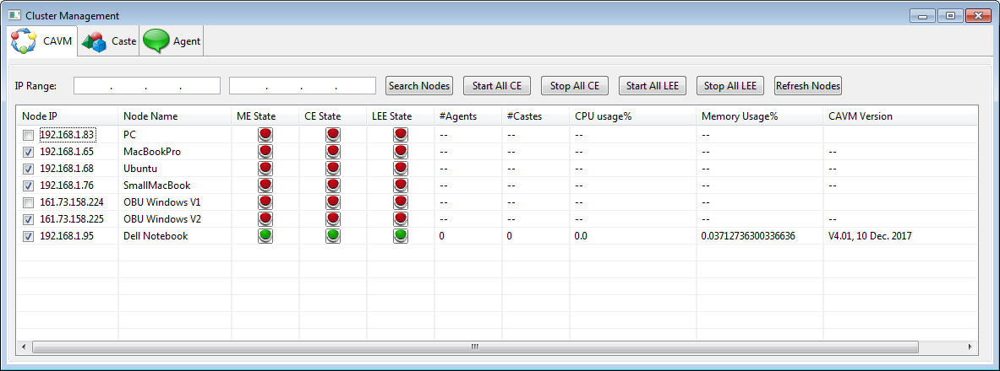 Cluster Management
CAVM Caste Agent
IP Range: . . . . . . Search Nodes Start All CE Stop All CE Start All LEE Stop All LEE Refresh Nodes
Node IP Node Name ME State CE State LEE State #Agents #Castes CPU usage% Memory Usage% CAVM Version
192.168.1.83 PC -- -- -- --
192.168.1.65 MacBookPro -- -- -- -- --
192.168.1.68 Ubuntu -- -- -- -- --
192.168.1.76 SmallMacBook -- -- -- -- --
161.73.158.224 OBU Windows V1 -- -- -- --
161.73.158.225 OBU Windows V2 -- -- -- -- --
192.168.1.95 Dell Notebook 0 0 0.0 0.03712736300336636 V4.01, 10 Dec. 2017